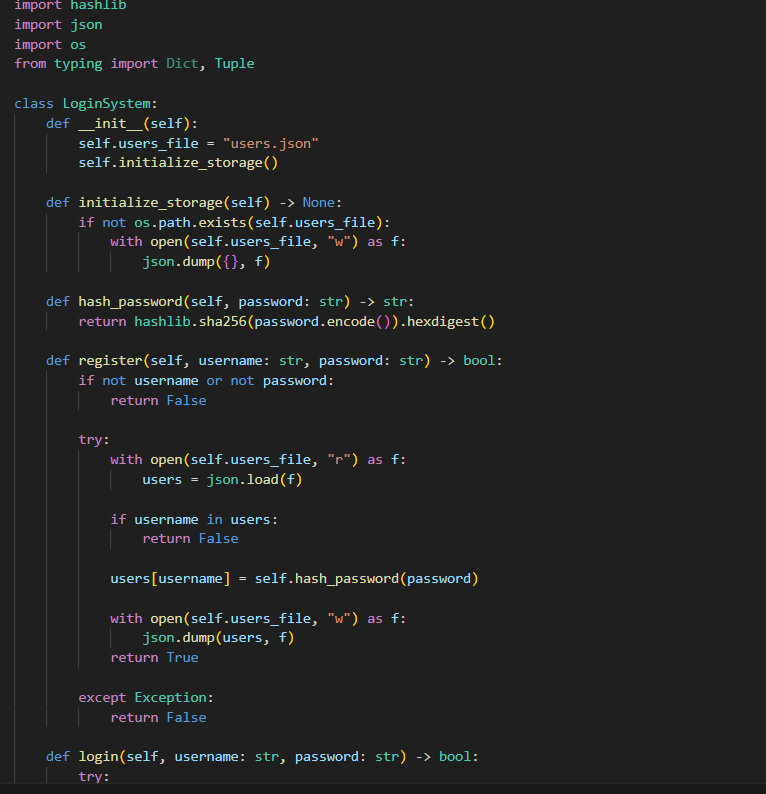 import hashlib
import json
import os
from typing import Dict, Tuple

class LoginSystem:
    def __init__(self):
        self.users_file = "users.json"
        self.initialize_storage()

    def initialize_storage(self) -> None:
        if not os.path.exists(self.users_file):
            with open(self.users_file, "w") as f:
                json.dump({}, f)

    def hash_password(self, password: str) -> str:
        return hashlib.sha256(password.encode()).hexdigest()

    def register(self, username: str, password: str) -> bool:
        if not username or not password:
            return False

        try:
            with open(self.users_file, "r") as f:
                users = json.load(f)

            if username in users:
                return False

            users[username] = self.hash_password(password)

            with open(self.users_file, "w") as f:
                json.dump(users, f)
            return True

        except Exception:
            return False

    def login(self, username: str, password: str) -> bool:
        try: